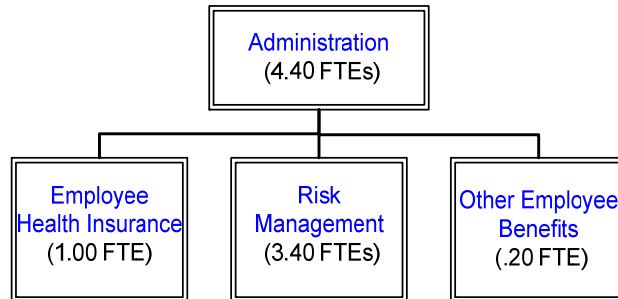 Administration
(4.40 FTEs)
Employee
Health Insurance
(1.00 FTE)
Risk
Management
(3.40 FTEs)
Other Employee
Benefits
(.20 FTE)